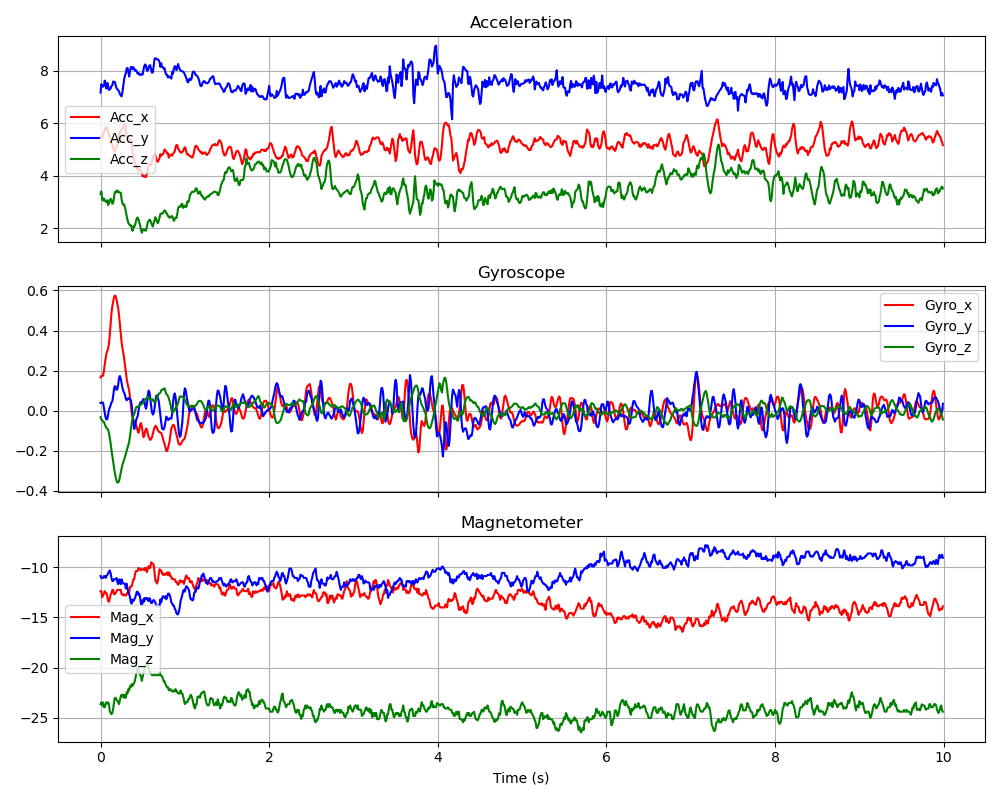 Acceleration
8
6
4
2
Acc_x
Acc_y
Acc_z
Gyroscope
0.6
0.4
0.2
0.0
−0.2
−0.4
Gyro_x
Gyro_y
Gyro_z
Magnetometer
−10
−15
−20
−25
Mag_x
Mag_y
Mag_z
0 2 4 6 8 10
Time (s)